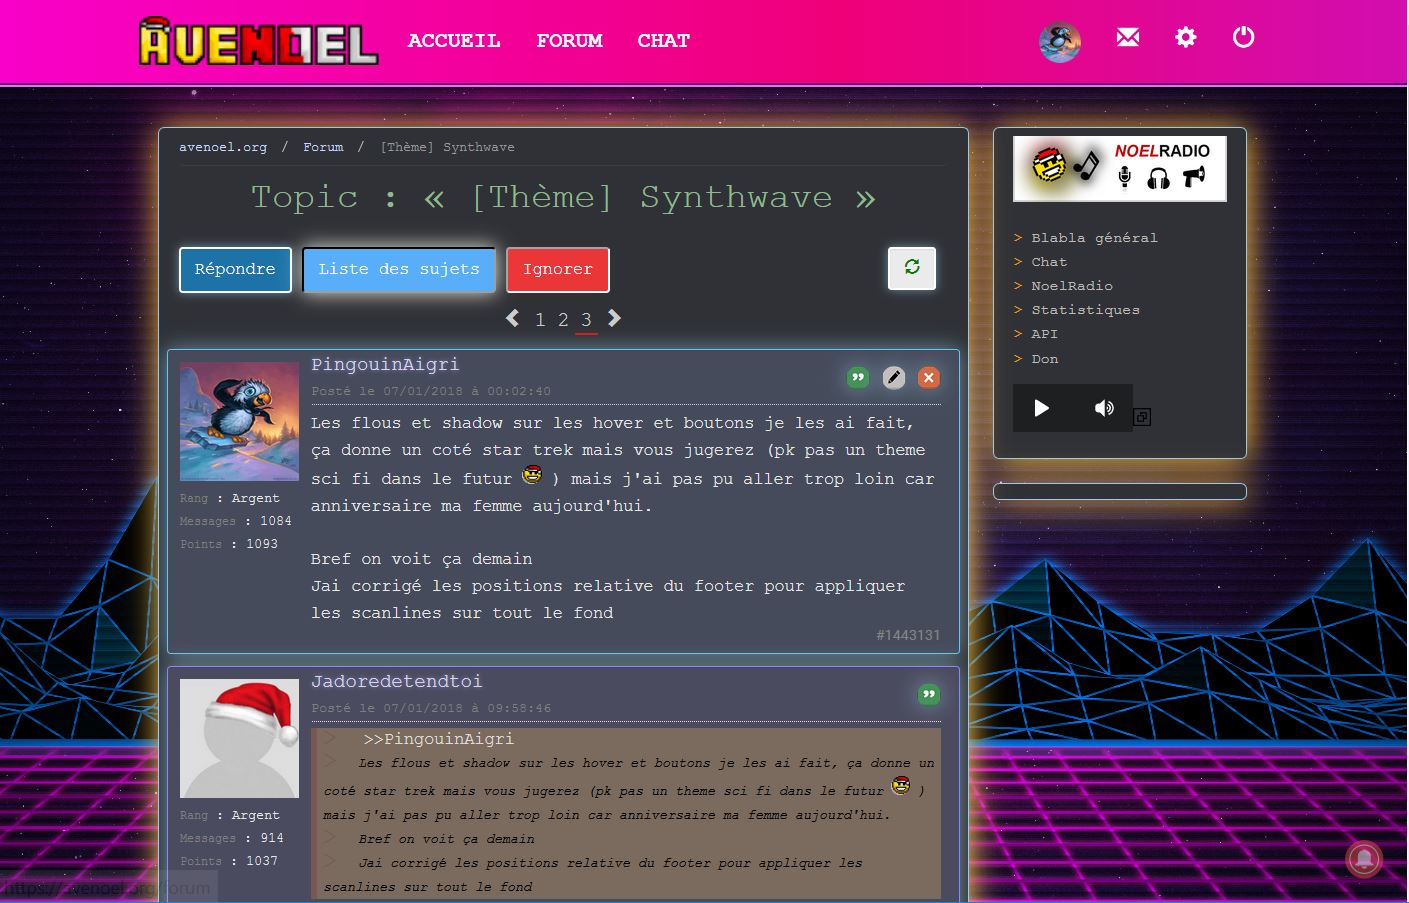 AVENOEL ACCUEIL FORUM CHAT
avenoel.org / Forum / [Thème] Synthwave
Topic : « [Thème] Synthwave »
Répondre Liste des sujets Ignorer
1 2 3
PingouinAigri
Posté le 07/01/2018 à 00:02:40
Les flous et shadow sur les hover et boutons je les ai fait,
ça donne un coté star trek mais vous jugerez (pk pas un theme
sci fi dans le futur ) mais j'ai pas pu aller trop loin car
anniversaire ma femme aujourd'hui.
Bref on voit ça demain
Jai corrigé les positions relative du footer pour appliquer
les scanlines sur tout le fond
#1443131
Rang : Argent
Messages : 1084
Points : 1093
Jadoredetendtoi
Posté le 07/01/2018 à 09:58:46
> >>PingouinAigri
> Les flous et shadow sur les hover et boutons je les ai fait, ça donne un
coté star trek mais vous jugerez (pk pas un theme sci fi dans le futur )
mais j'ai pas pu aller trop loin car anniversaire ma femme aujourd'hui.
> Bref on voit ça demain
> Jai corrigé les positions relative du footer pour appliquer les
scanlines sur tout le fond
Rang : Argent
Messages : 914
Points : 1037
https://avenoel.org/forum
NOELRADIO
> Blabla général
> Chat
> NoelRadio
> Statistiques
> API
> Don